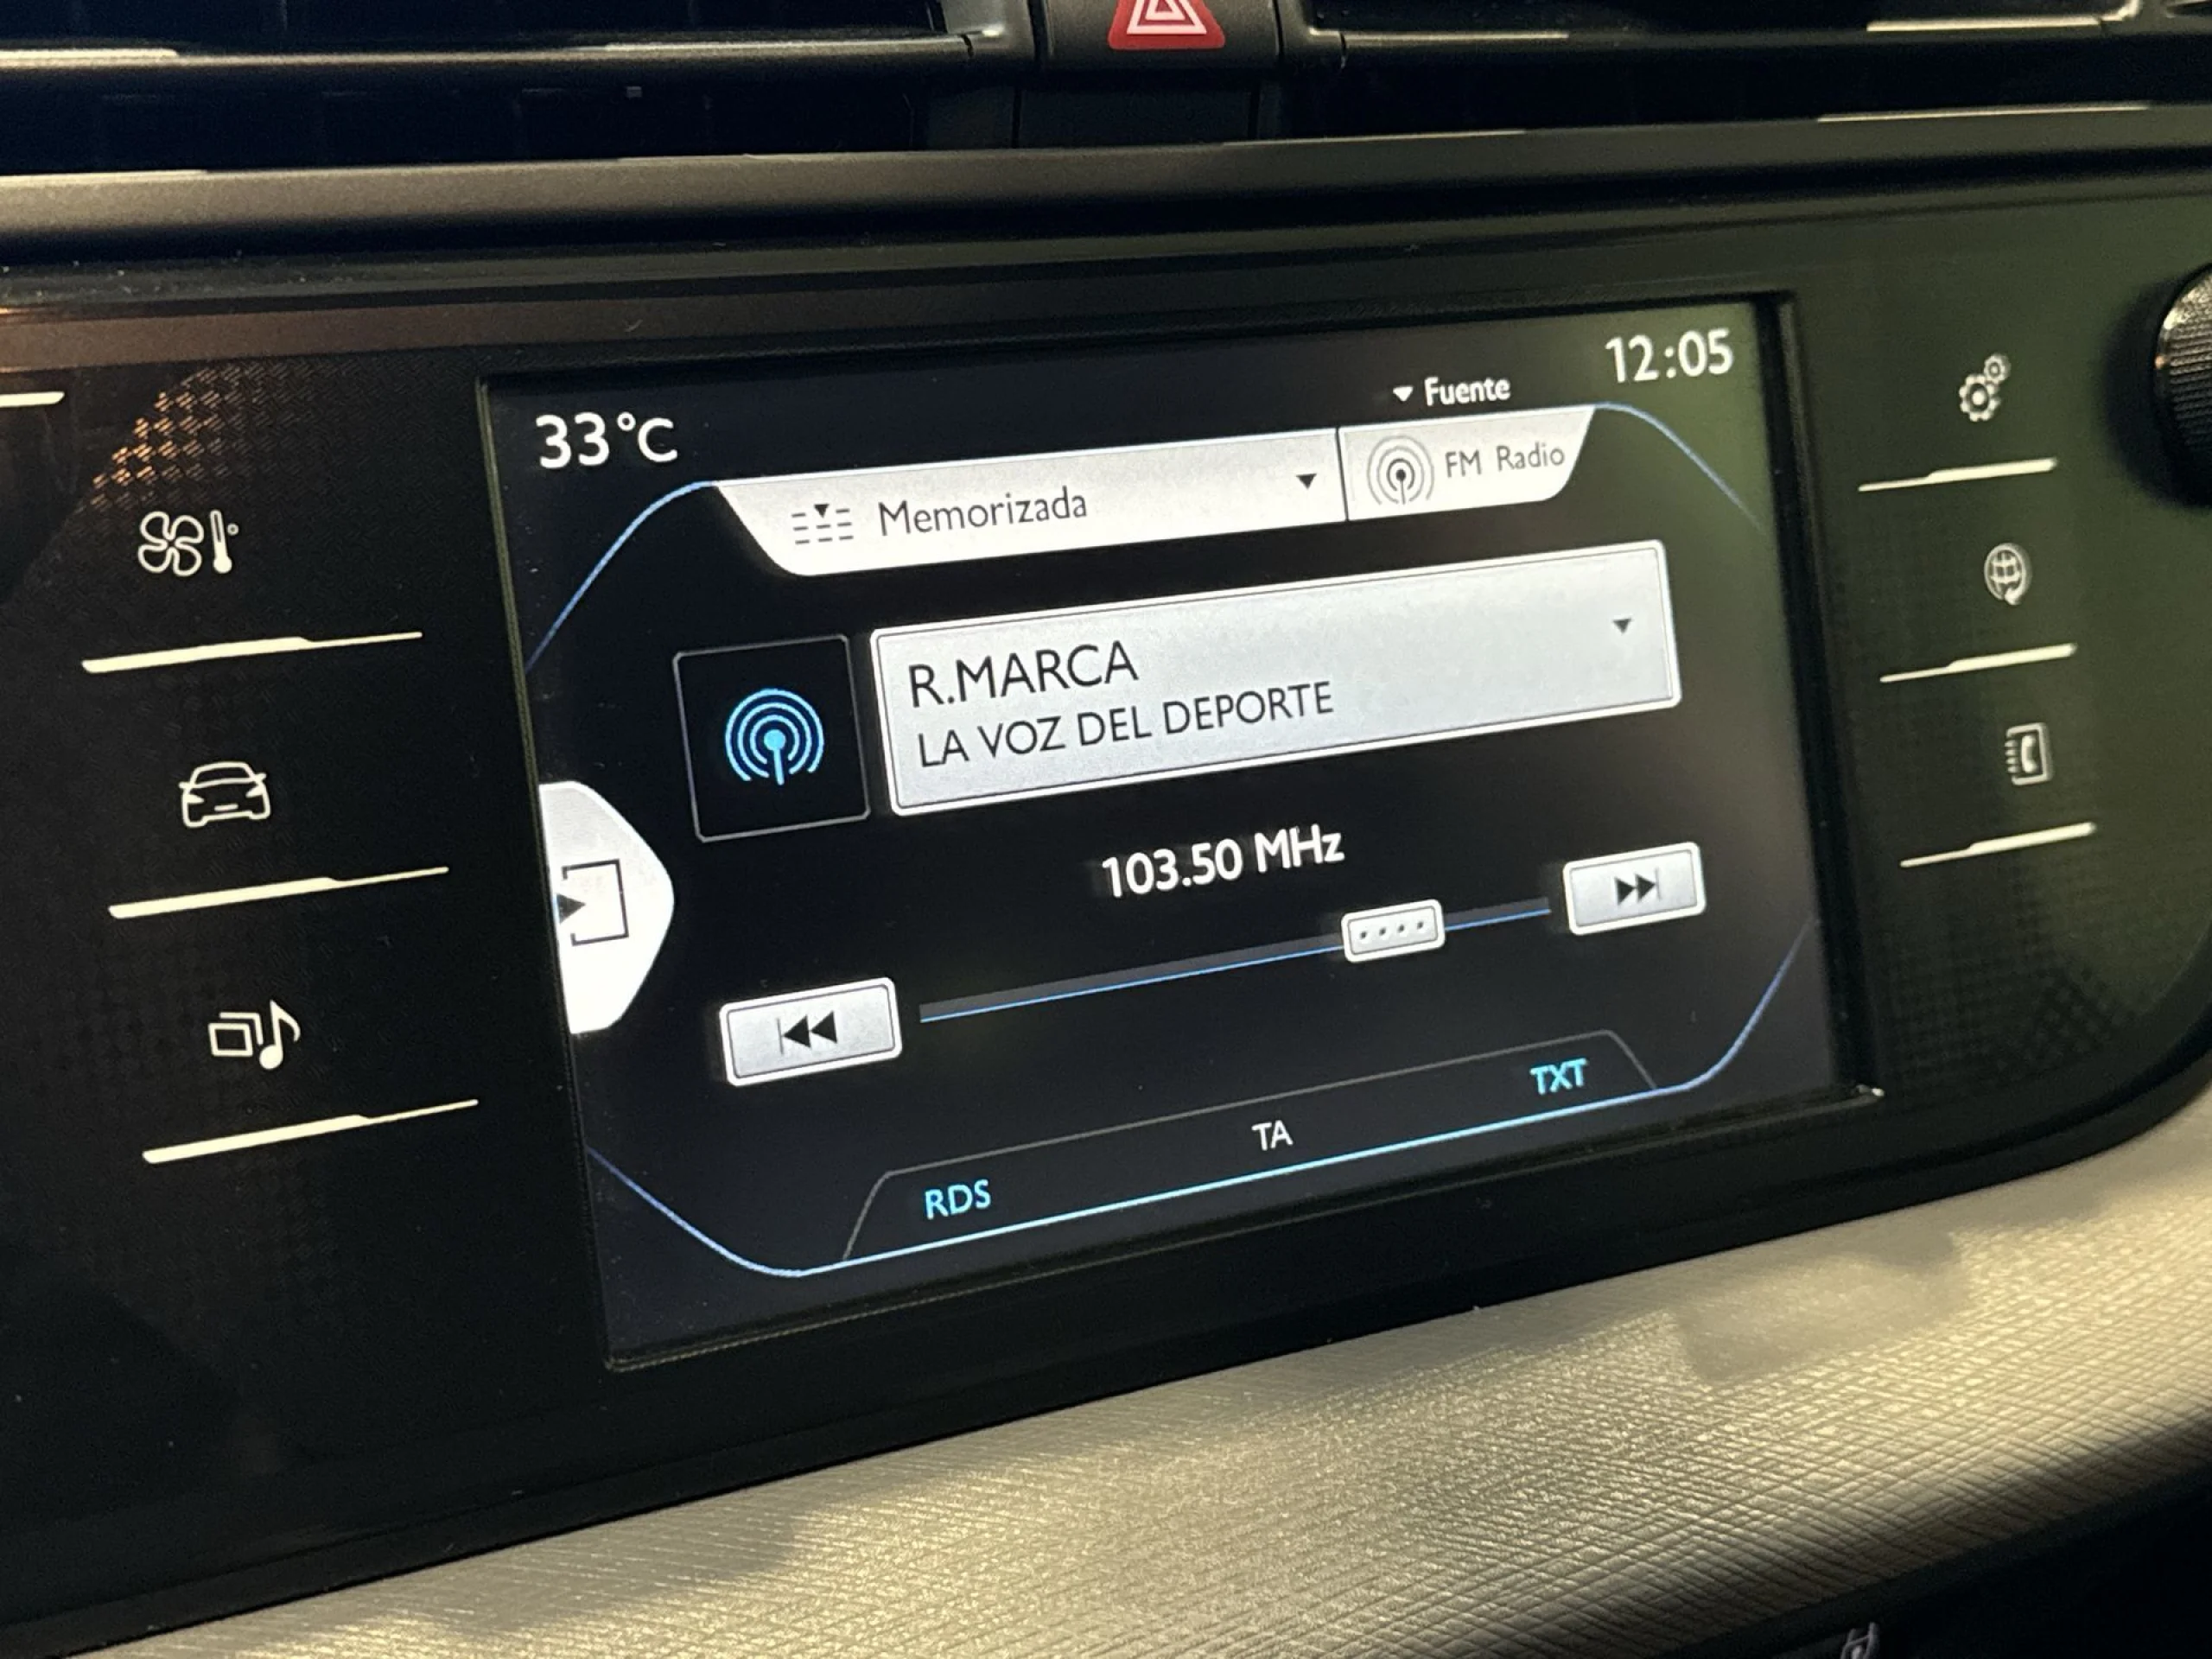 33°C
▼ Fuente
12:05
Memorizada
FM Radio
R.MARCA
LA VOZ DEL DEPORTE
103.50 MHz
RDS
TA
TXT